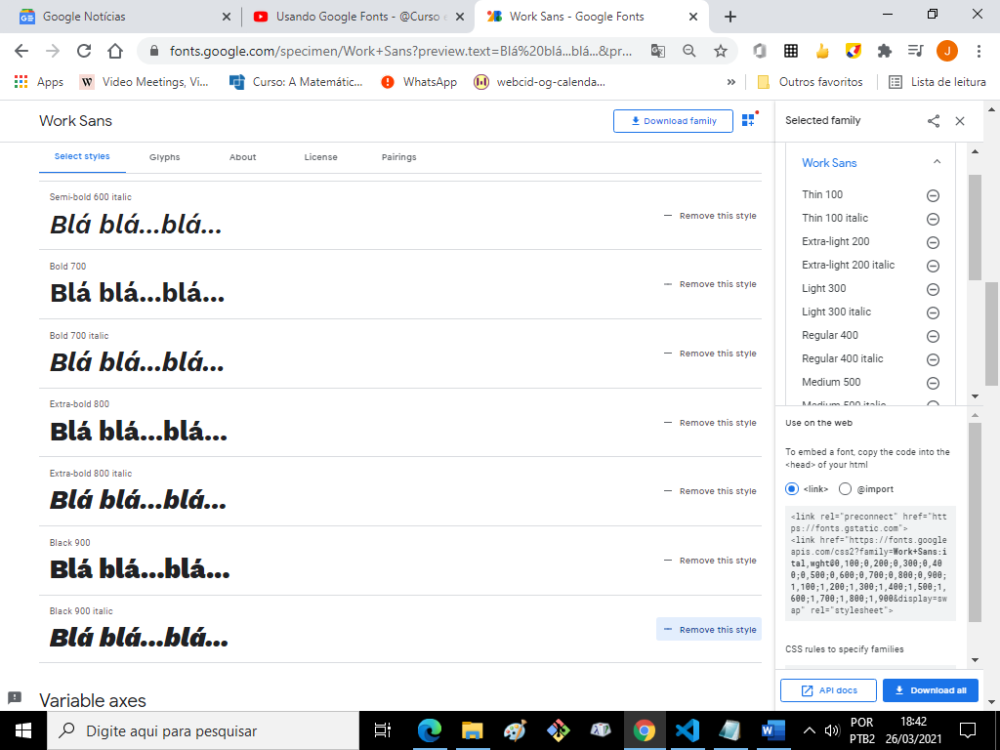 Google Notícias
Usando Google Fonts - @Curso
Work Sans - Google Fonts
fonts.google.com/specimen/Work+Sans?preview.text=Blá%20blá...blá...&pr...
J
Apps
Video Meetings, Vi...
Curso: A Matemátic...
WhatsApp
webcid-og-calenda...
»
Outros favoritos
Lista de leitura
Work Sans
Download family
Selected family
Select styles
Glyphs
About
License
Pairings
Semi-bold 600 italic
Blá blá...blá...
Remove this style
Bold 700
Blá blá...blá...
Remove this style
Bold 700 italic
Blá blá...blá...
Remove this style
Extra-bold 800
Blá blá...blá...
Remove this style
Extra-bold 800 italic
Blá blá...blá...
Remove this style
Black 900
Blá blá...blá...
Remove this style
Black 900 italic
Blá blá...blá...
Remove this style
Variable axes
Work Sans
Thin 100
Thin 100 italic
Extra-light 200
Extra-light 200 italic
Light 300
Light 300 italic
Regular 400
Regular 400 italic
Medium 500
Medium 500 italic
Use on the web
To embed a font, copy the code into the
<head> of your html
<link>
@import
<link rel="preconnect" href="htt
ps://fonts.gstatic.com">
<link href="https://fonts.google
apis.com/css2?family=Work+Sans:i
tal,wght@0,100;0,200;0,300;0,40
0;0,500;0,600;0,700;0,800;0,900;
1,100;1,200;1,300;1,400;1,500;1,
600;1,700;1,800;1,900&display=sw
ap" rel="stylesheet">
CSS rules to specify families
API docs
Download all
Digite aqui para pesquisar
POR
PTB2
18:42
26/03/2021